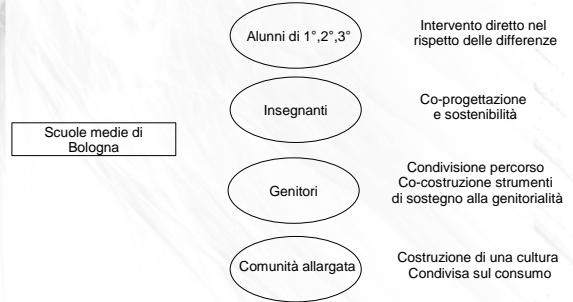 Alunni di 1°,2°,3°
Intervento diretto nel
rispetto delle differenze
Insegnanti
Co-progettazione
e sostenibilità
Scuole medie di
Bologna
Genitori
Condivisione percorso
Co-costruzione strumenti
di sostegno alla genitorialità
Comunità allargata
Costruzione di una cultura
Condivisa sul consumo